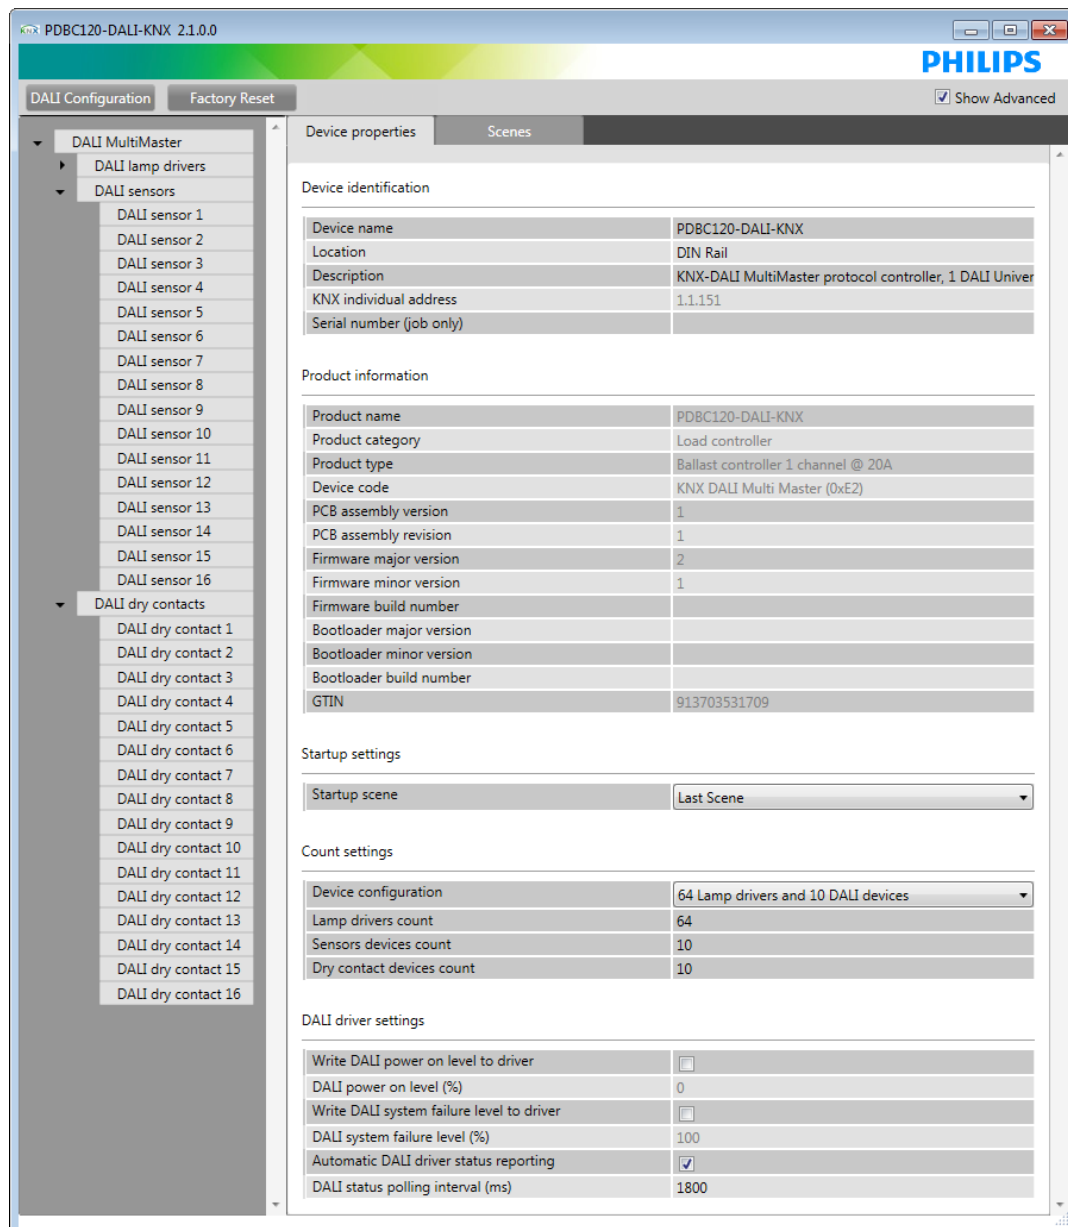 KNX PDBC120-DALI-KNX 2.1.0.0
PHILIPS
DALI Configuration Factory Reset Show Advanced
DALI MultiMaster
DALI lamp drivers
DALI sensors
DALI sensor 1
DALI sensor 2
DALI sensor 3
DALI sensor 4
DALI sensor 5
DALI sensor 6
DALI sensor 7
DALI sensor 8
DALI sensor 9
DALI sensor 10
DALI sensor 11
DALI sensor 12
DALI sensor 13
DALI sensor 14
DALI sensor 15
DALI sensor 16
DALI dry contacts
DALI dry contact 1
DALI dry contact 2
DALI dry contact 3
DALI dry contact 4
DALI dry contact 5
DALI dry contact 6
DALI dry contact 7
DALI dry contact 8
DALI dry contact 9
DALI dry contact 10
DALI dry contact 11
DALI dry contact 12
DALI dry contact 13
DALI dry contact 14
DALI dry contact 15
DALI dry contact 16
Device properties Scenes
Device identification
Device name PDBC120-DALI-KNX
Location DIN Rail
Description KNX-DALI MultiMaster protocol controller, 1 DALI Univer
KNX individual address 1.1.151
Serial number (job only)
Product information
Product name PDBC120-DALI-KNX
Product category Load controller
Product type Ballast controller 1 channel @ 20A
Device code KNX DALI Multi Master (0xE2)
PCB assembly version 1
PCB assembly revision 1
Firmware major version 2
Firmware minor version 1
Firmware build number
Bootloader major version
Bootloader minor version
Bootloader build number
GTIN 913703531709
Startup settings
Startup scene Last Scene
Count settings
Device configuration 64 Lamp drivers and 10 DALI devices
Lamp drivers count 64
Sensors devices count 10
Dry contact devices count 10
DALI driver settings
Write DALI power on level to driver
DALI power on level (%) 0
Write DALI system failure level to driver
DALI system failure level (%) 100
Automatic DALI driver status reporting
DALI status polling interval (ms) 1800